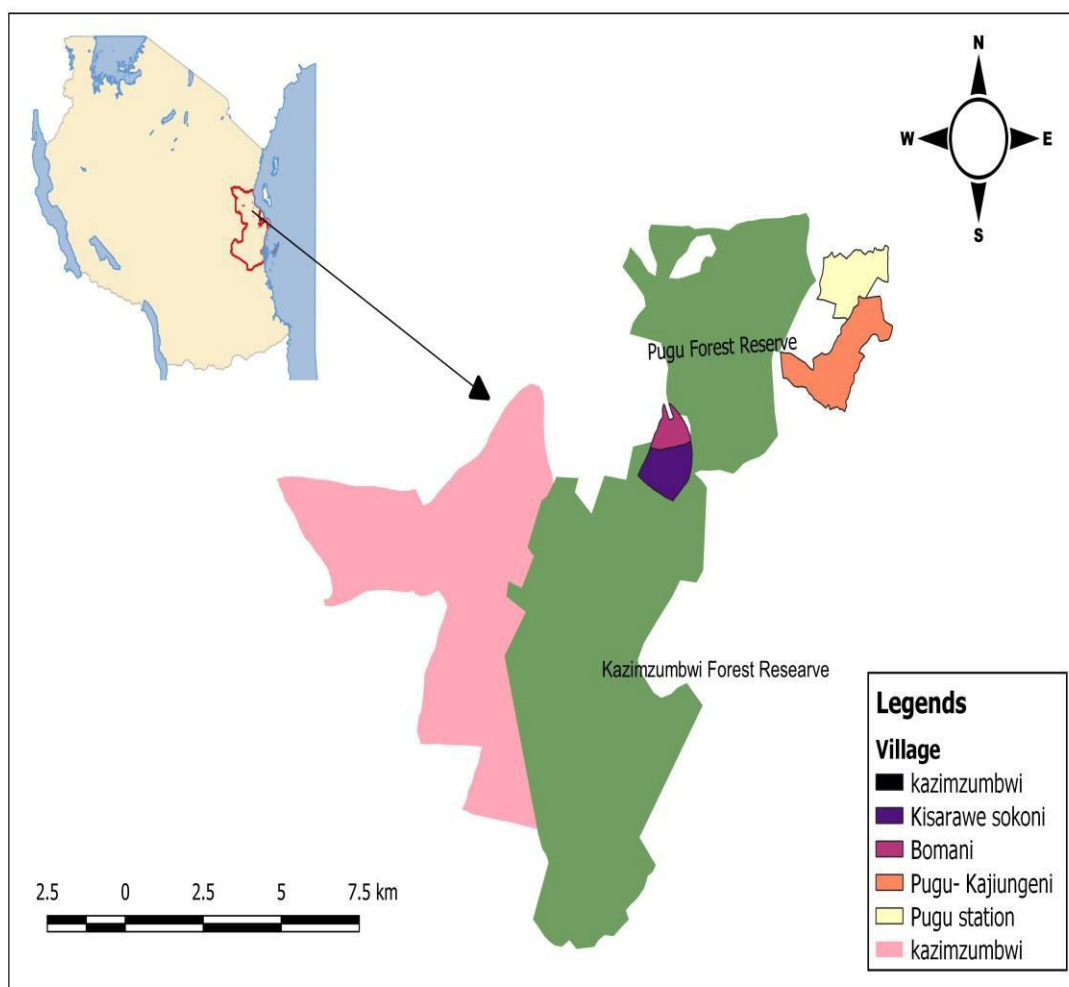 N
W E
S
Pugu Forest Reserve
Kazimzumbwi Forest Researve
Legends
Village
kazimzumbwi
Kisarawe sokoni
Bomani
Pugu- Kajiungeni
Pugu station
kazimzumbwi
2.5 0 2.5 5 7.5 km